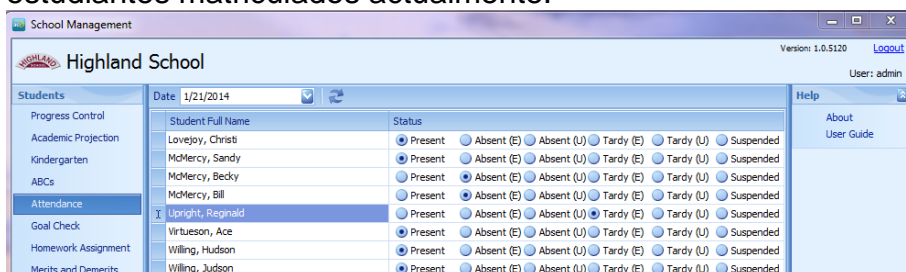 estudiantes matriculados actualmente.
School Management
Version: 1.0.5120 Logout
HIGHLAND SCHOOL Highland School
User: admin
Students Date 1/21/2014 Help
Progress Control Student Full Name Status About
Academic Projection Lovejoy, Christi Present Absent (E) Absent (U) Tardy (E) Tardy (U) Suspended User Guide
Kindergarten McMercy, Sandy Present Absent (E) Absent (U) Tardy (E) Tardy (U) Suspended
ABCs McMercy, Becky Present Absent (E) Absent (U) Tardy (E) Tardy (U) Suspended
McMercy, Bill Present Absent (E) Absent (U) Tardy (E) Tardy (U) Suspended
Attendance Upright, Reginald Present Absent (E) Absent (U) Tardy (E) Tardy (U) Suspended
Goal Check Virtueson, Ace Present Absent (E) Absent (U) Tardy (E) Tardy (U) Suspended
Homework Assignment Willing, Hudson Present Absent (E) Absent (U) Tardy (E) Tardy (U) Suspended
Merits and Demerits Willing, Judson Present Absent (E) Absent (U) Tardy (E) Tardy (U) Suspended